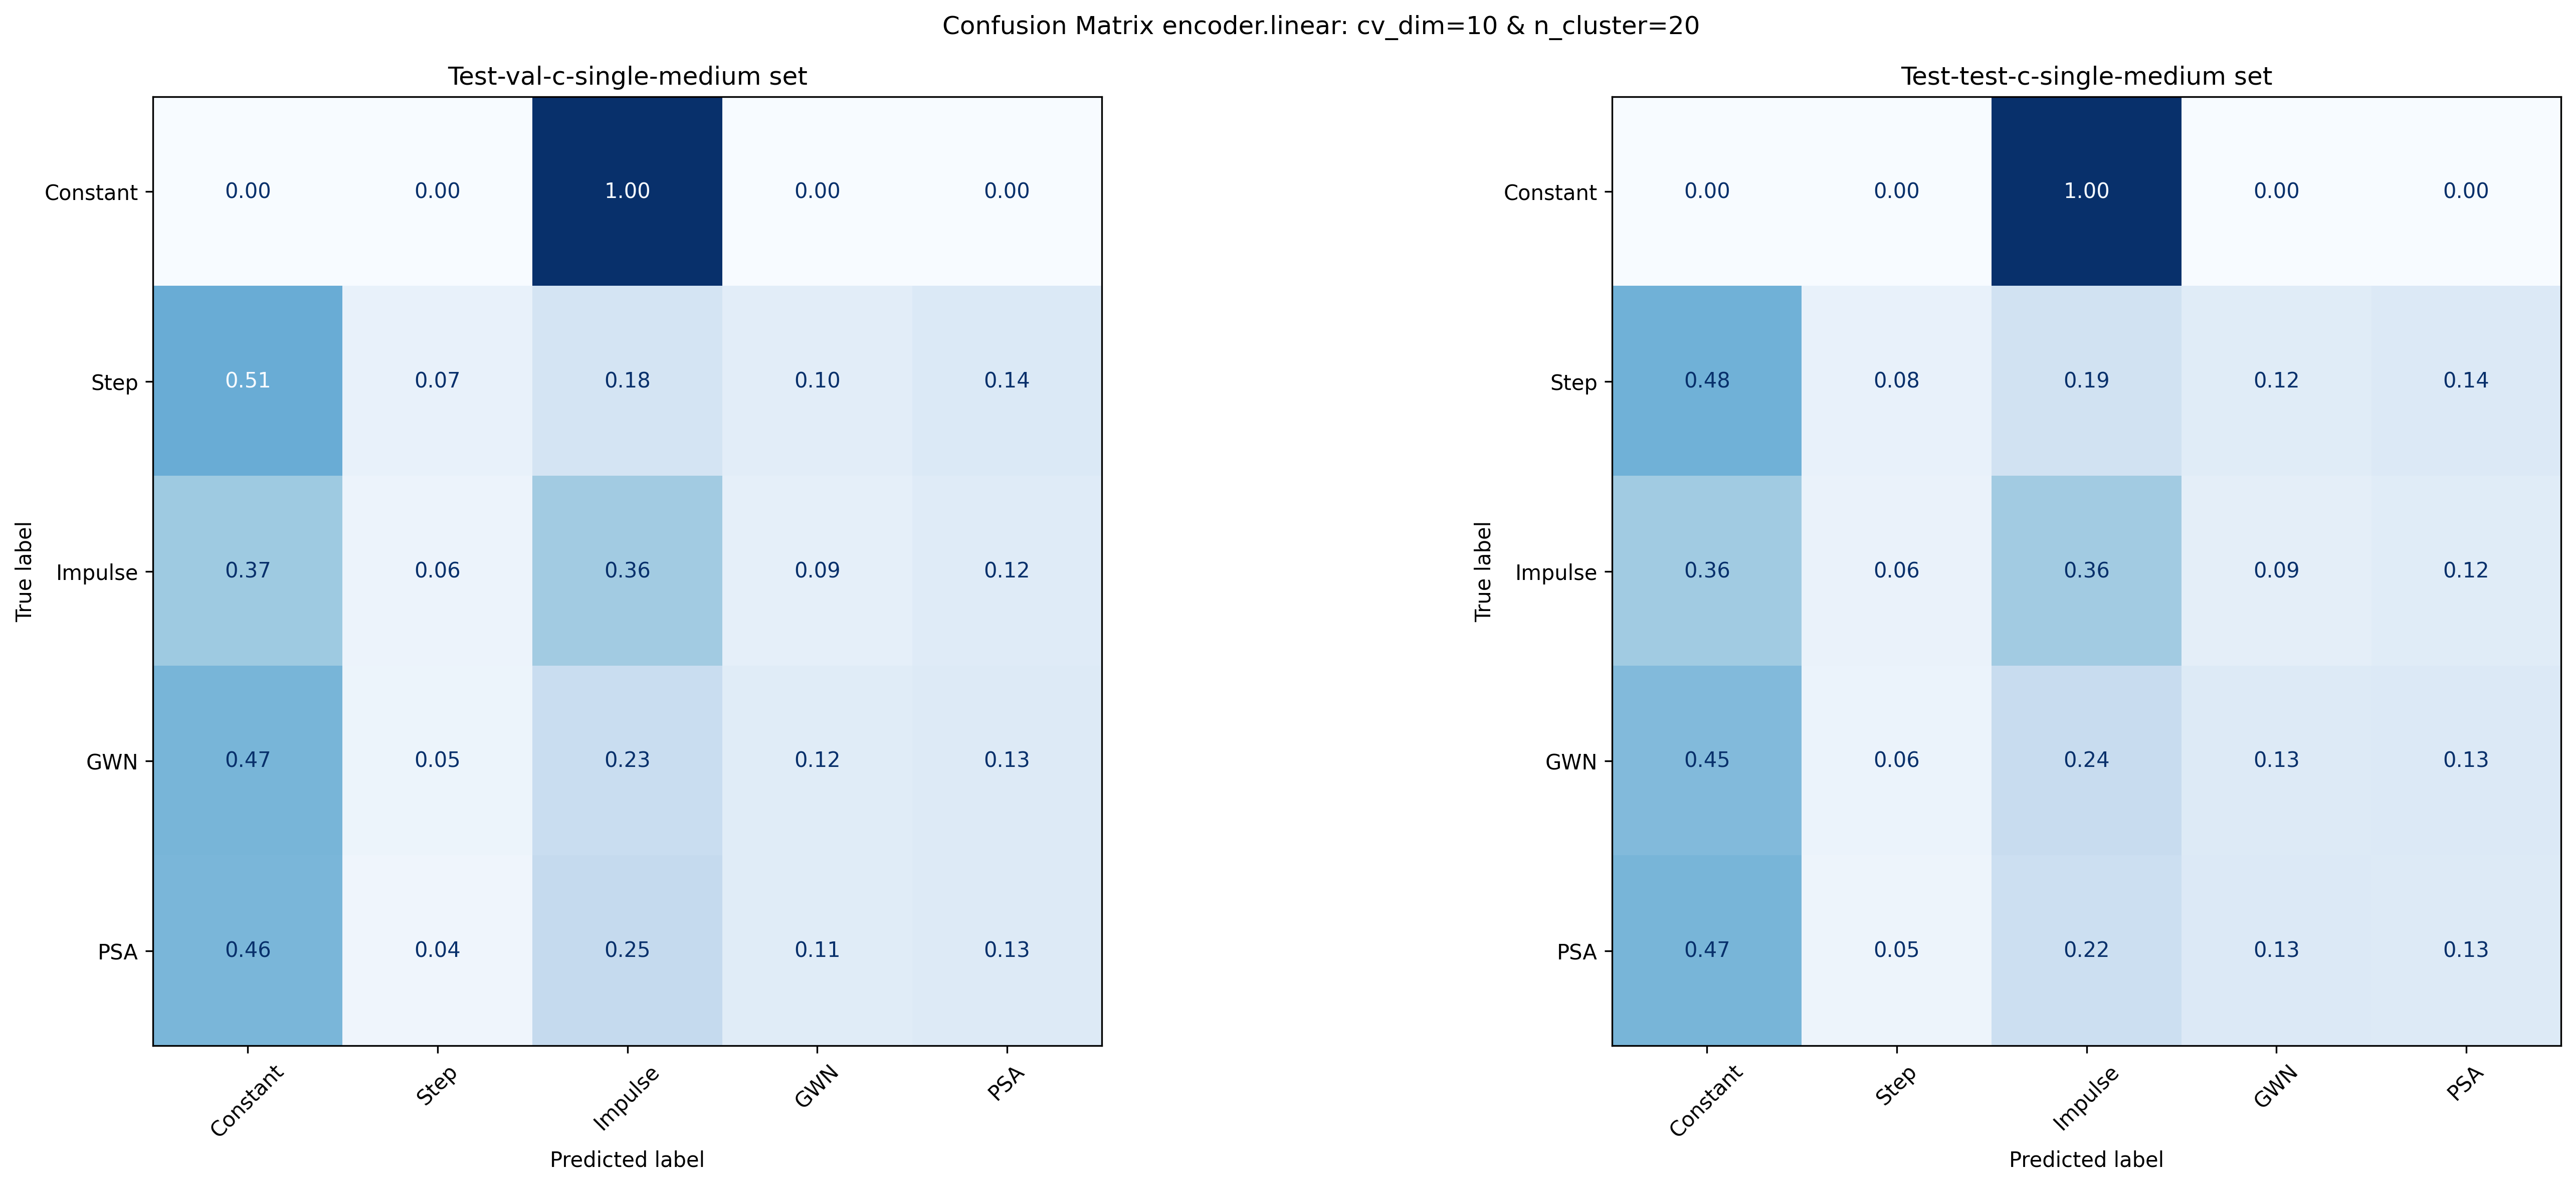 Confusion Matrix encoder.linear: cv_dim=10 & n_cluster=20
Test-val-c-single-medium set
True label
Constant 0.00 0.00 1.00 0.00 0.00
Step 0.51 0.07 0.18 0.10 0.14
Impulse 0.37 0.06 0.36 0.09 0.12
GWN 0.47 0.05 0.23 0.12 0.13
PSA 0.46 0.04 0.25 0.11 0.13
Constant Step Impulse GWN PSA
Predicted label
Test-test-c-single-medium set
True label
Constant 0.00 0.00 1.00 0.00 0.00
Step 0.48 0.08 0.19 0.12 0.14
Impulse 0.36 0.06 0.36 0.09 0.12
GWN 0.45 0.06 0.24 0.13 0.13
PSA 0.47 0.05 0.22 0.13 0.13
Constant Step Impulse GWN PSA
Predicted label